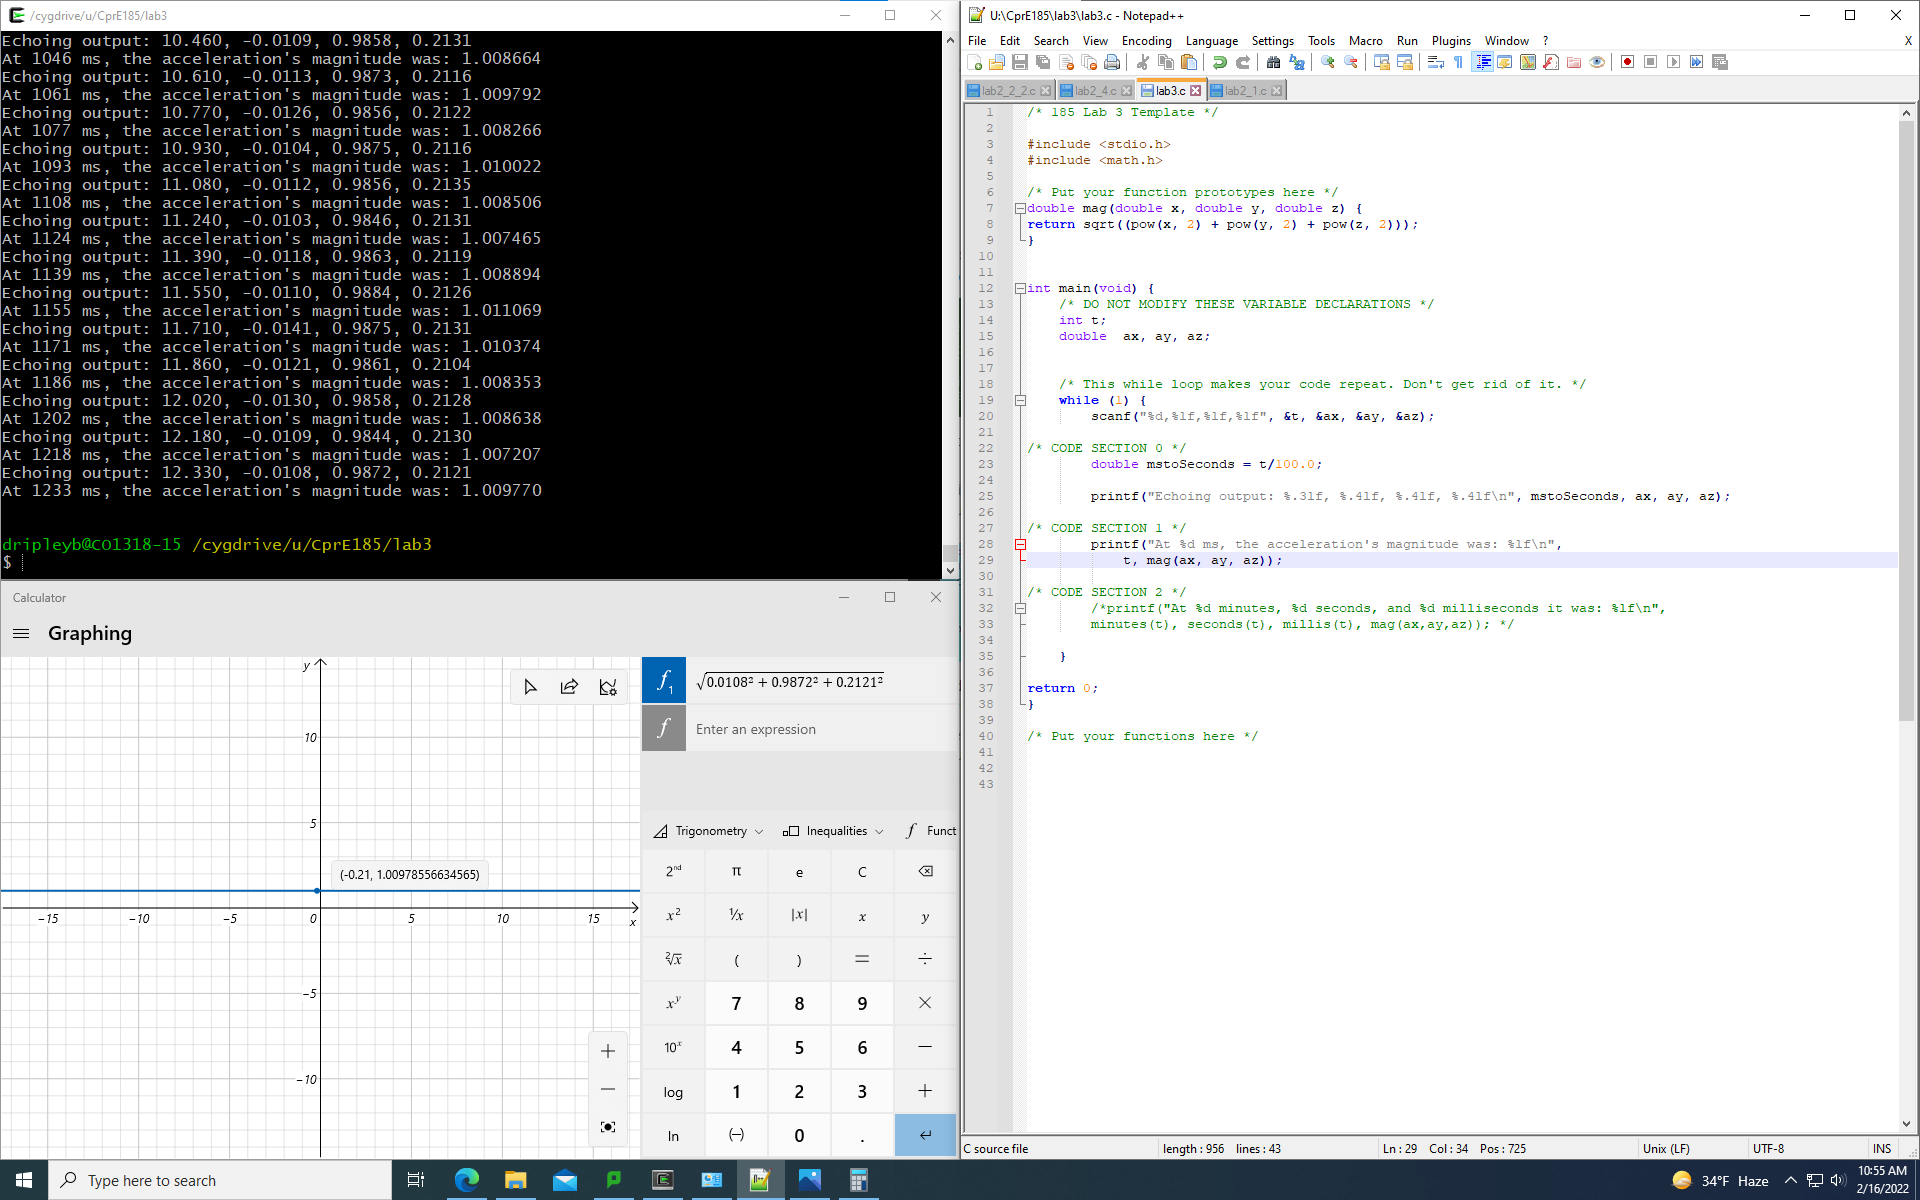 /cygdrive/u/CprE185/lab3
Echoing output: 10.460, -0.0109, 0.9858, 0.2131
At 1046 ms, the acceleration's magnitude was: 1.008664
Echoing output: 10.610, -0.0113, 0.9873, 0.2116
At 1061 ms, the acceleration's magnitude was: 1.009792
Echoing output: 10.770, -0.0126, 0.9856, 0.2122
At 1077 ms, the acceleration's magnitude was: 1.008266
Echoing output: 10.930, -0.0104, 0.9875, 0.2116
At 1093 ms, the acceleration's magnitude was: 1.010022
Echoing output: 11.080, -0.0112, 0.9856, 0.2135
At 1108 ms, the acceleration's magnitude was: 1.008506
Echoing output: 11.240, -0.0103, 0.9846, 0.2131
At 1124 ms, the acceleration's magnitude was: 1.007465
Echoing output: 11.390, -0.0118, 0.9863, 0.2119
At 1139 ms, the acceleration's magnitude was: 1.008894
Echoing output: 11.550, -0.0110, 0.9884, 0.2126
At 1155 ms, the acceleration's magnitude was: 1.011069
Echoing output: 11.710, -0.0141, 0.9875, 0.2131
At 1171 ms, the acceleration's magnitude was: 1.010374
Echoing output: 11.860, -0.0121, 0.9861, 0.2104
At 1186 ms, the acceleration's magnitude was: 1.008353
Echoing output: 12.020, -0.0130, 0.9858, 0.2128
At 1202 ms, the acceleration's magnitude was: 1.008638
Echoing output: 12.180, -0.0109, 0.9844, 0.2130
At 1218 ms, the acceleration's magnitude was: 1.007207
Echoing output: 12.330, -0.0108, 0.9872, 0.2121
At 1233 ms, the acceleration's magnitude was: 1.009770
dripleyb@CO1318-15 /cygdrive/u/CprE185/lab3
$
Calculator
Graphing
y
10
5
(-0.21, 1.00978556634565)
−15 −10 −5 0 5 10 15 x
−5
−10
f1 √0.0108² + 0.9872² + 0.2121²
f Enter an expression
Trigonometry Inequalities f Funct
2nd π e C
x² ¹/x |x| x y
²√x ( ) = ÷
xʸ 7 8 9 ×
10ˣ 4 5 6 −
log 1 2 3 +
ln (−) 0 .
U:\CprE185\lab3\lab3.c - Notepad++
File Edit Search View Encoding Language Settings Tools Macro Run Plugins Window ? X
lab2_2_2.c lab2_4.c lab3.c lab2_1.c
1 /* 185 Lab 3 Template */
2
3 #include <stdio.h>
4 #include <math.h>
5
6 /* Put your function prototypes here */
7 double mag(double x, double y, double z) {
8 return sqrt((pow(x, 2) + pow(y, 2) + pow(z, 2)));
9 }
10
11
12 int main(void) {
13 /* DO NOT MODIFY THESE VARIABLE DECLARATIONS */
14 int t;
15 double  ax, ay, az;
16
17
18 /* This while loop makes your code repeat. Don't get rid of it. */
19 while (1) {
20 scanf("%d,%lf,%lf,%lf", &t, &ax, &ay, &az);
21
22 /* CODE SECTION 0 */
23 double mstoSeconds = t/100.0;
24
25 printf("Echoing output: %.3lf, %.4lf, %.4lf, %.4lf\n", mstoSeconds, ax, ay, az);
26
27 /* CODE SECTION 1 */
28 printf("At %d ms, the acceleration's magnitude was: %lf\n",
29 t, mag(ax, ay, az));
30
31 /* CODE SECTION 2 */
32 /*printf("At %d minutes, %d seconds, and %d milliseconds it was: %lf\n",
33 minutes(t), seconds(t), millis(t), mag(ax,ay,az)); */
34
35 }
36
37 return 0;
38 }
39
40 /* Put your functions here */
41
42
43
C source file length : 956 lines : 43 Ln : 29 Col : 34 Pos : 725 Unix (LF) UTF-8 INS
Type here to search
34°F Haze
10:55 AM
2/16/2022